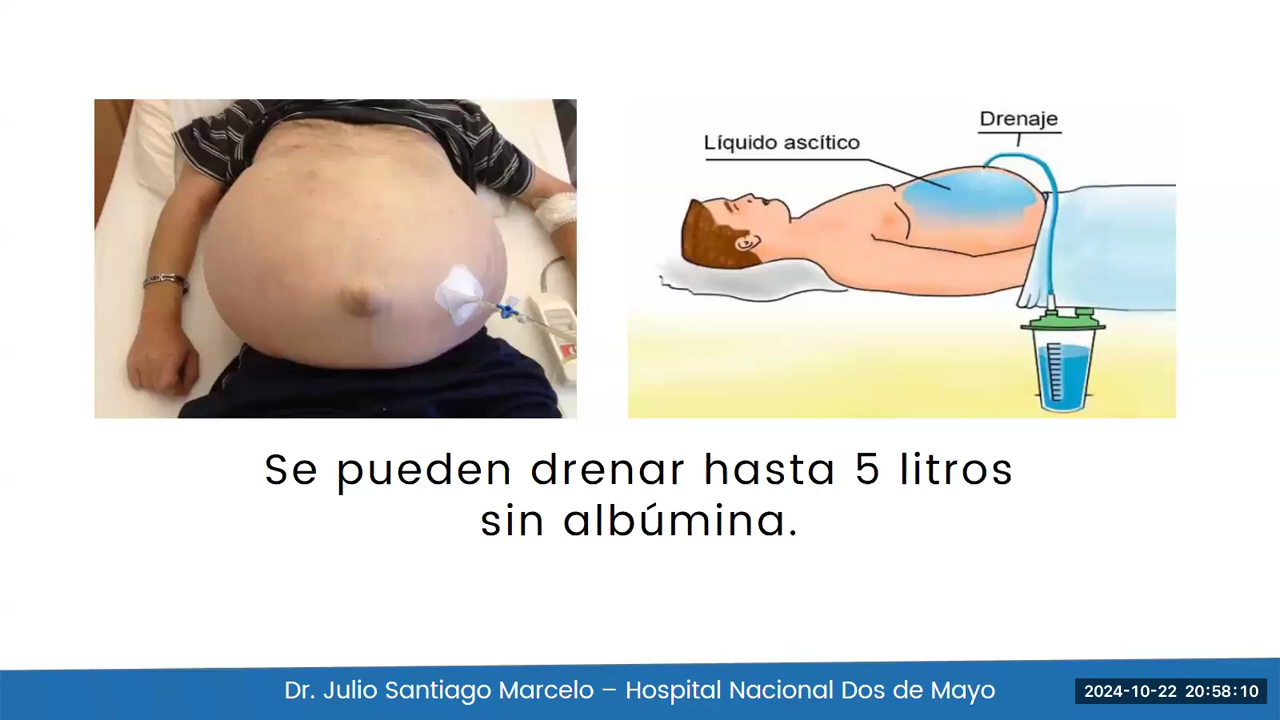 Drenaje
Líquido ascítico
Se pueden drenar hasta 5 litros
sin albúmina.
Dr. Julio Santiago Marcelo – Hospital Nacional Dos de Mayo
2024-10-22 20:58:10